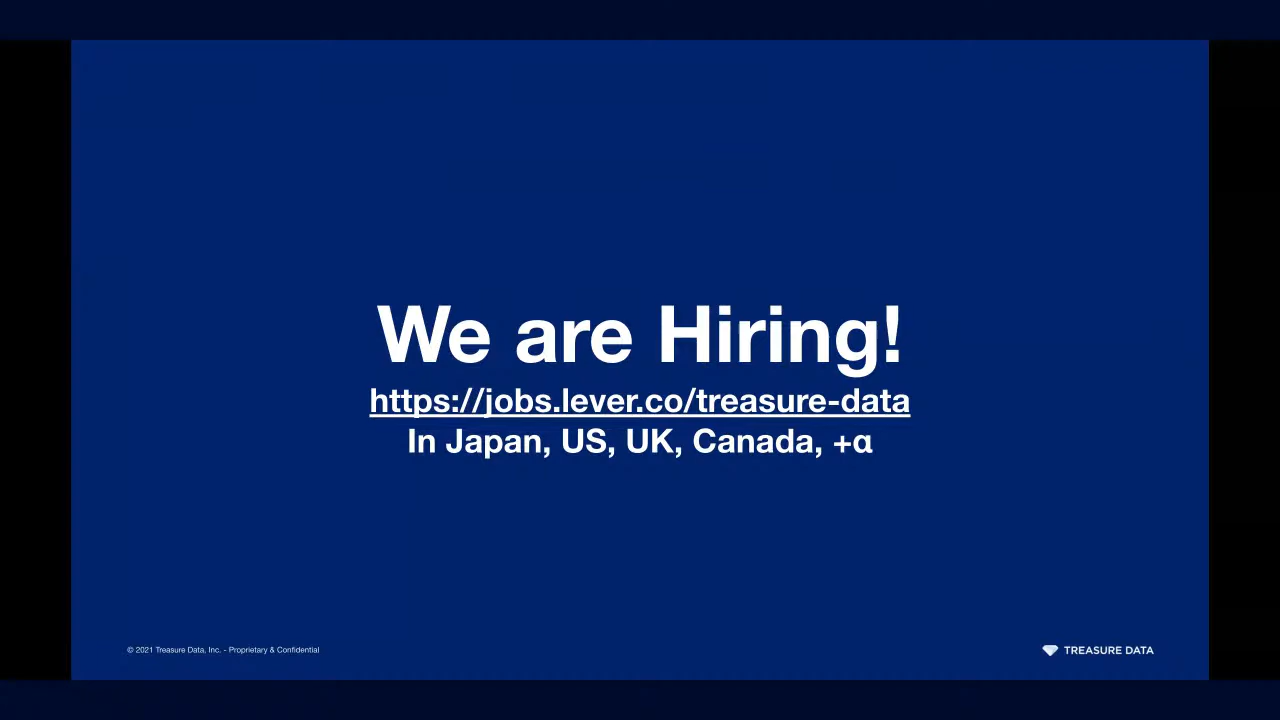 We are Hiring!
https://jobs.lever.co/treasure-data
In Japan, US, UK, Canada, +α
© 2021 Treasure Data, Inc. - Proprietary & Confidential
TREASURE DATA